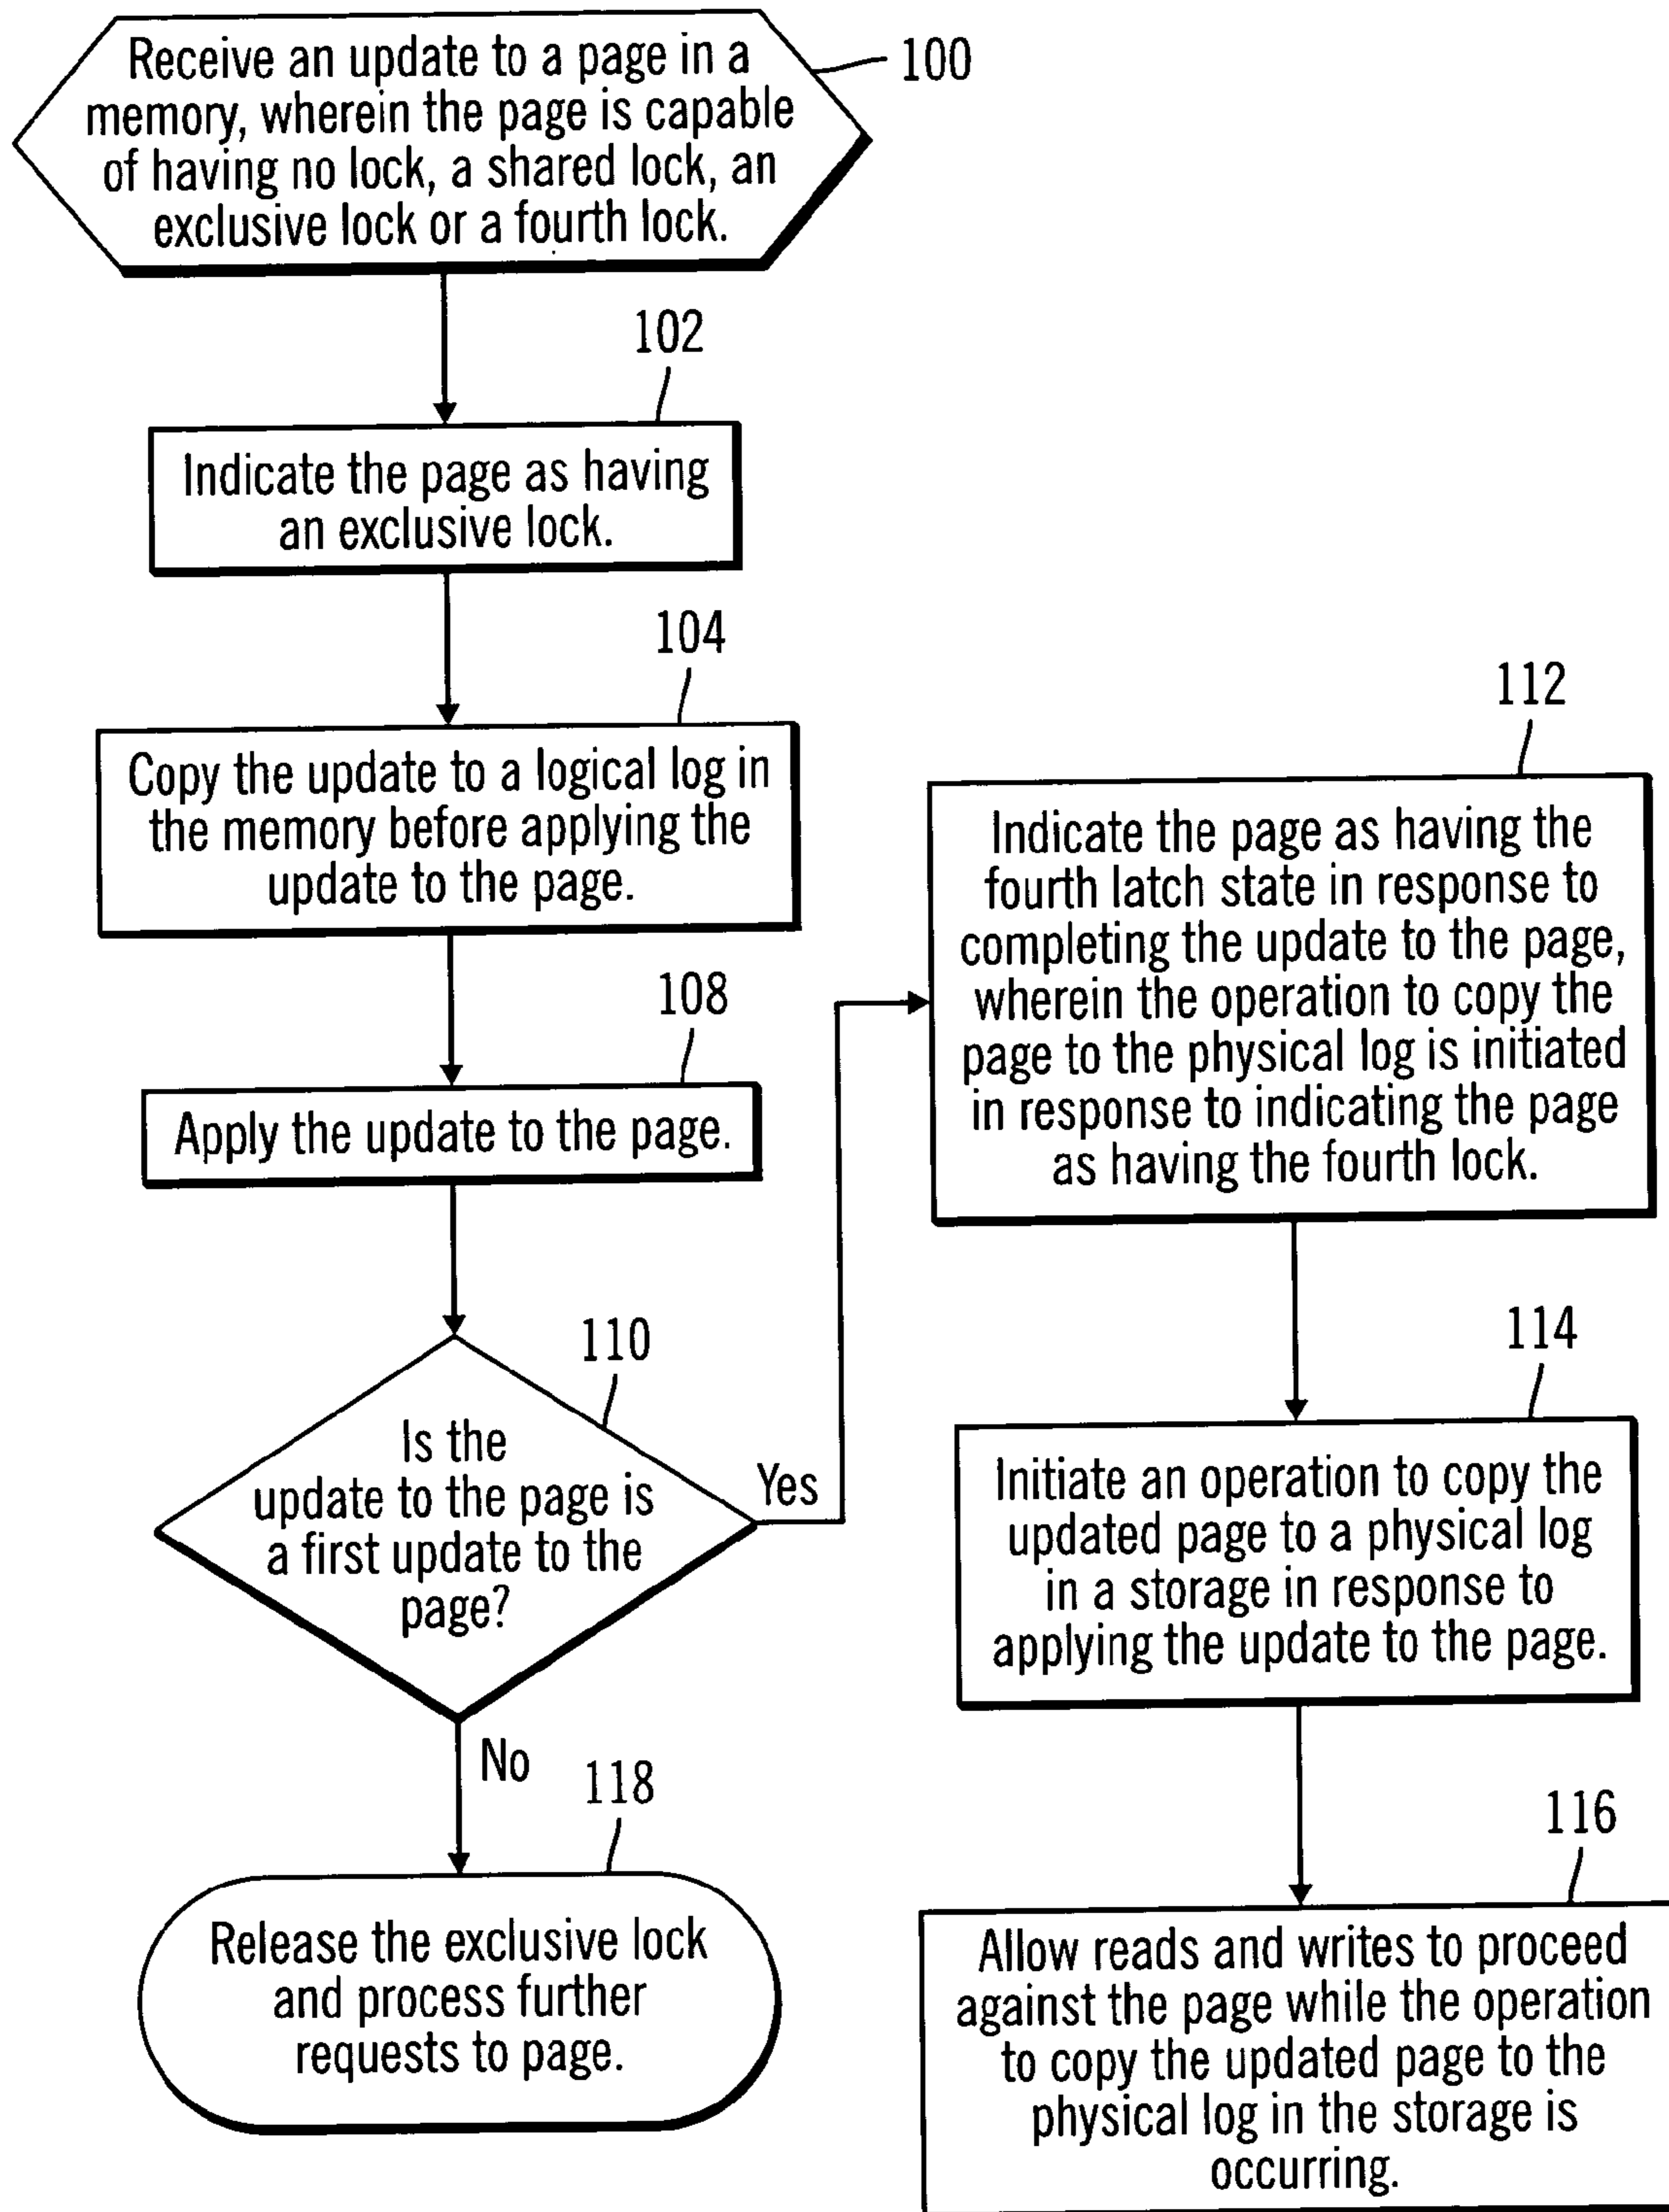 Receive an update to a page in a
memory, wherein the page is capable
of having no lock, a shared lock, an
exclusive lock or a fourth lock.
100
102
Indicate the page as having
an exclusive lock.
104
Copy the update to a logical log in
the memory before applying the
update to the page.
108
Apply the update to the page.
110
Is the
update to the page is
a first update to the
page?
Yes
No
118
Release the exclusive lock
and process further
requests to page.
112
Indicate the page as having the
fourth latch state in response to
completing the update to the page,
wherein the operation to copy the
page to the physical log is initiated
in response to indicating the page
as having the fourth lock.
114
Initiate an operation to copy the
updated page to a physical log
in a storage in response to
applying the update to the page.
116
Allow reads and writes to proceed
against the page while the operation
to copy the updated page to the
physical log in the storage is
occurring.